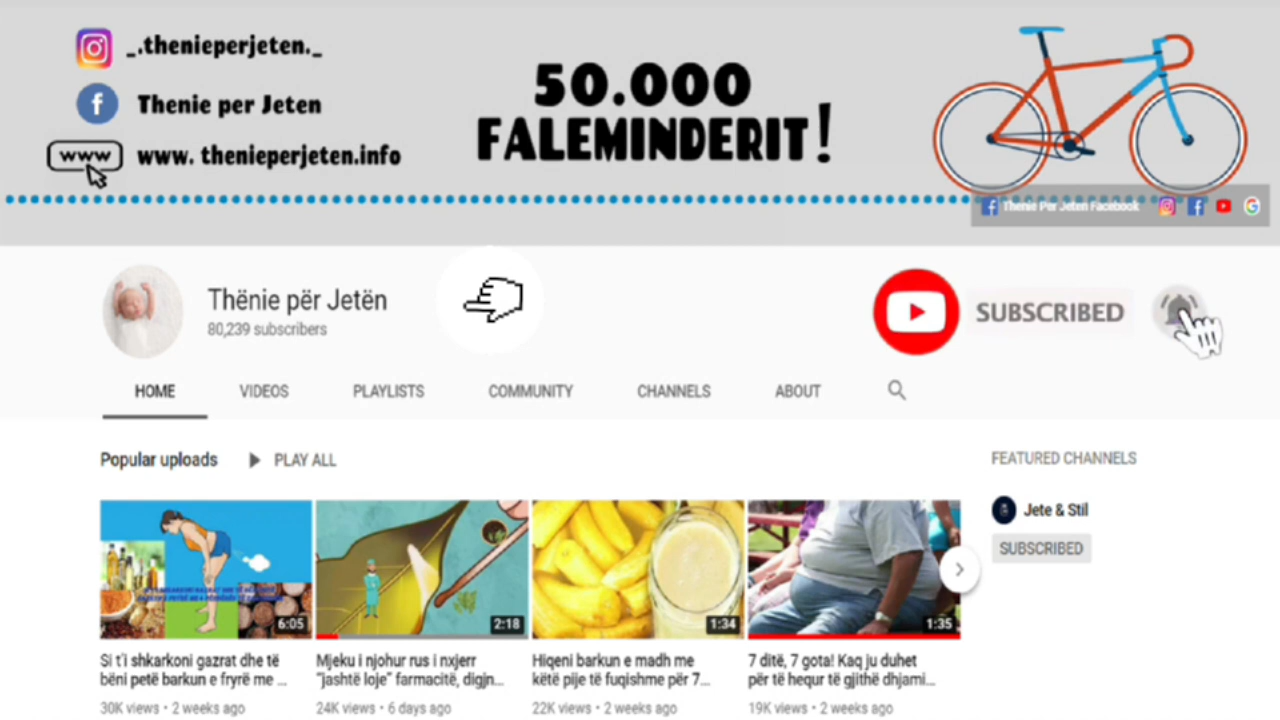 _.thenieperjeten._
Thenie per Jeten
www
www. thenieperjeten.info
50.000
FALEMINDERIT!
Thenie Per Jeten Facebook
Thënie për Jetën
80,239 subscribers
SUBSCRIBED
HOME
VIDEOS
PLAYLISTS
COMMUNITY
CHANNELS
ABOUT
Popular uploads
PLAY ALL
FEATURED CHANNELS
Jete & Stil
SUBSCRIBED
6:05
2:18
1:34
1:35
Si t'i shkarkoni gazrat dhe të
bëni petë barkun e fryrë me ...
30K views • 2 weeks ago
Mjeku i njohur rus i nxjerr
"jashtë loje" farmacitë, digjn...
24K views • 6 days ago
Hiqeni barkun e madh me
këtë pije të fuqishme për 7...
22K views • 2 weeks ago
7 ditë, 7 gota! Kaq ju duhet
për të hequr të gjithë dhjami...
19K views • 2 weeks ago